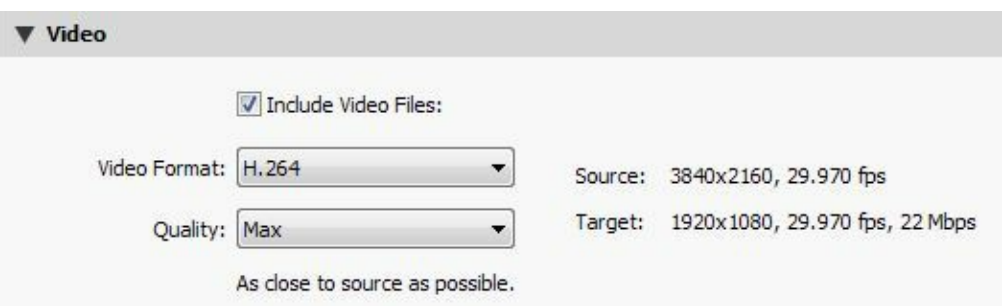 Video
Include Video Files:
Video Format: H.264
Source: 3840x2160, 29.970 fps
Quality: Max
Target: 1920x1080, 29.970 fps, 22 Mbps
As close to source as possible.